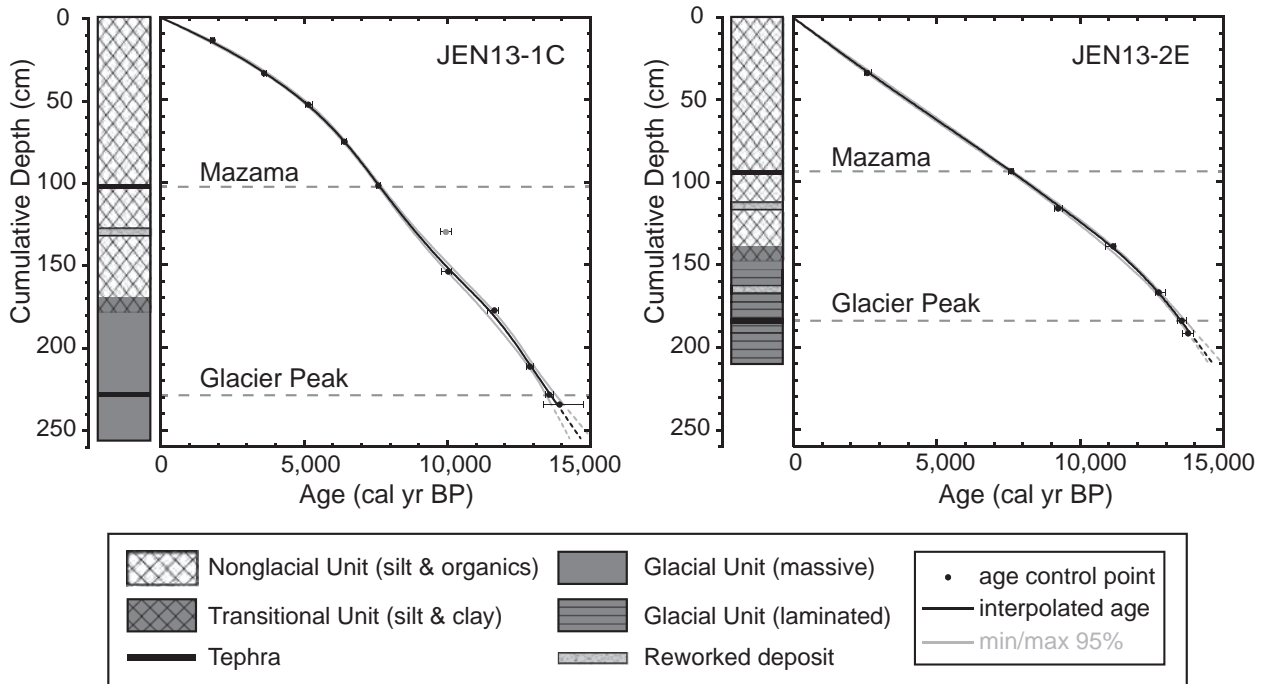 JEN13-1C
Cumulative Depth (cm)
0
50
100
150
200
250
Mazama
Glacier Peak
0 5,000 10,000 15,000
Age (cal yr BP)
JEN13-2E
Cumulative Depth (cm)
0
50
100
150
200
250
Mazama
Glacier Peak
0 5,000 10,000 15,000
Age (cal yr BP)
Nonglacial Unit (silt & organics)
Transitional Unit (silt & clay)
Tephra
Glacial Unit (massive)
Glacial Unit (laminated)
Reworked deposit
age control point
interpolated age
min/max 95%